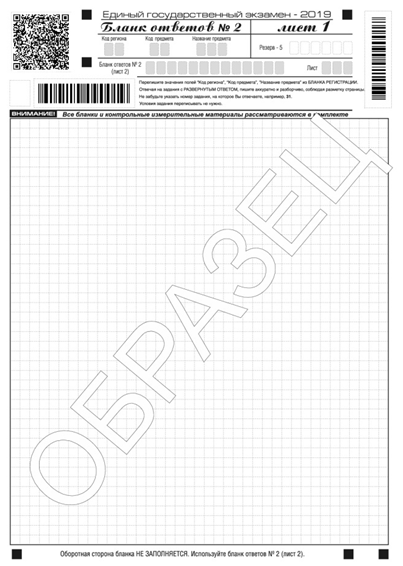 Единый государственный экзамен - 2019
Бланк ответов № 2 лист 1
Код региона Код предмета Название предмета Резерв - 5
Бланк ответов № 2 (лист 2) Лист
Перепишите значения полей "Код региона", "Код предмета", "Название предмета" из БЛАНКА РЕГИСТРАЦИИ.
Отвечая на задания с РАЗВЕРНУТЫМ ОТВЕТОМ, пишите аккуратно и разборчиво, соблюдая разметку страницы.
Не забудьте указать номер задания, на которое Вы отвечаете, например, 31.
Условия задания переписывать не нужно.
ВНИМАНИЕ! Все бланки и контрольные измерительные материалы рассматриваются в комплекте
ОБРАЗЕЦ
Оборотная сторона бланка НЕ ЗАПОЛНЯЕТСЯ. Используйте бланк ответов № 2 (лист 2).